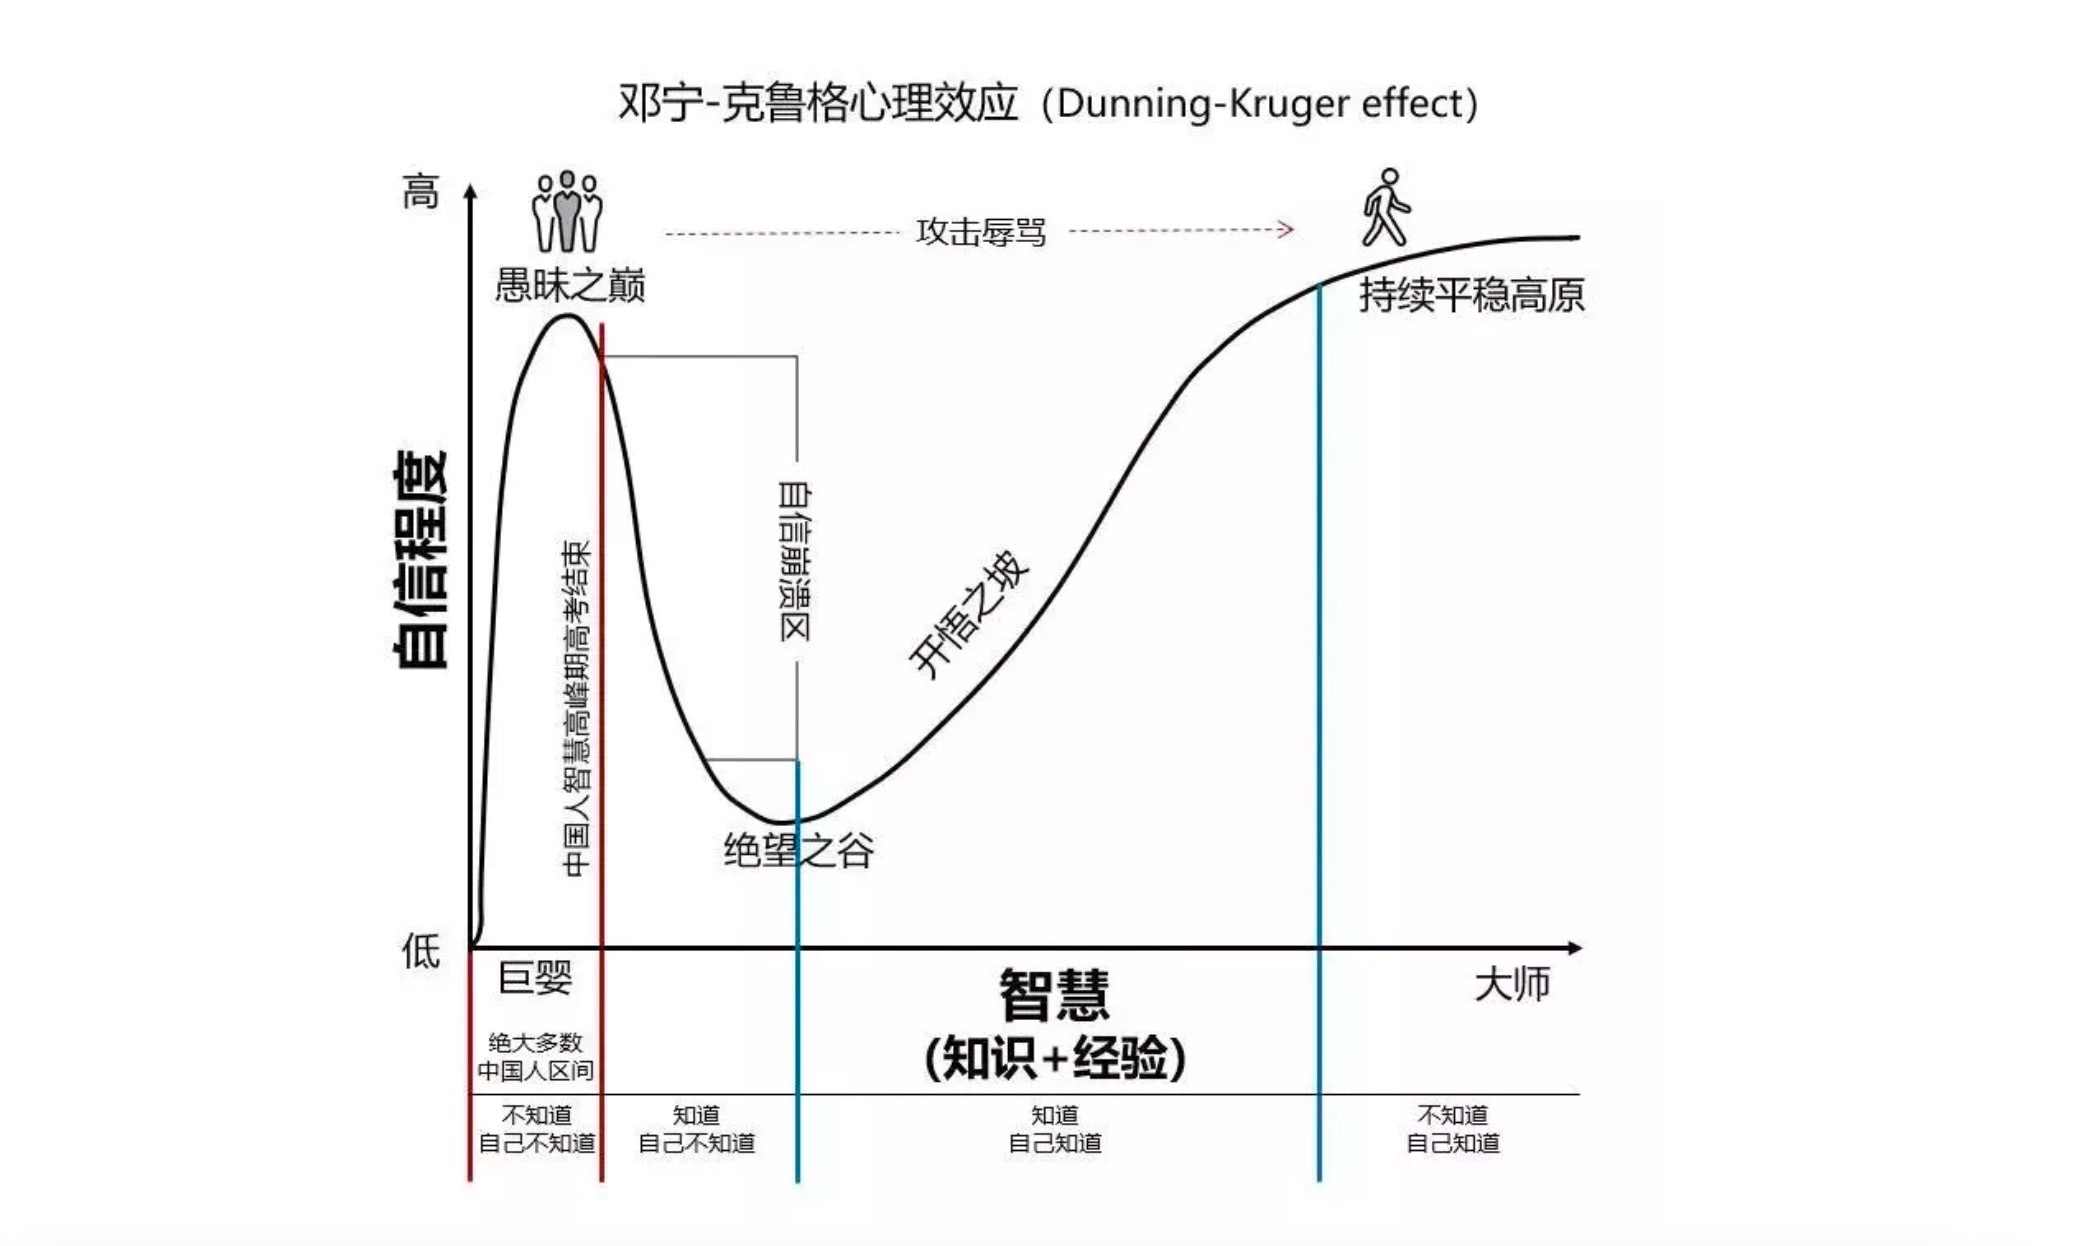 邓宁-克鲁格心理效应（Dunning-Kruger effect）
高
攻击辱骂
愚昧之巅
持续平稳高原
自信程度
中国人智慧高峰期高考结束
自信崩溃区
开悟之坡
绝望之谷
低
巨婴
智慧
（知识+经验）
大师
绝大多数
中国人区间
不知道
自己不知道
知道
自己不知道
知道
自己知道
不知道
自己知道